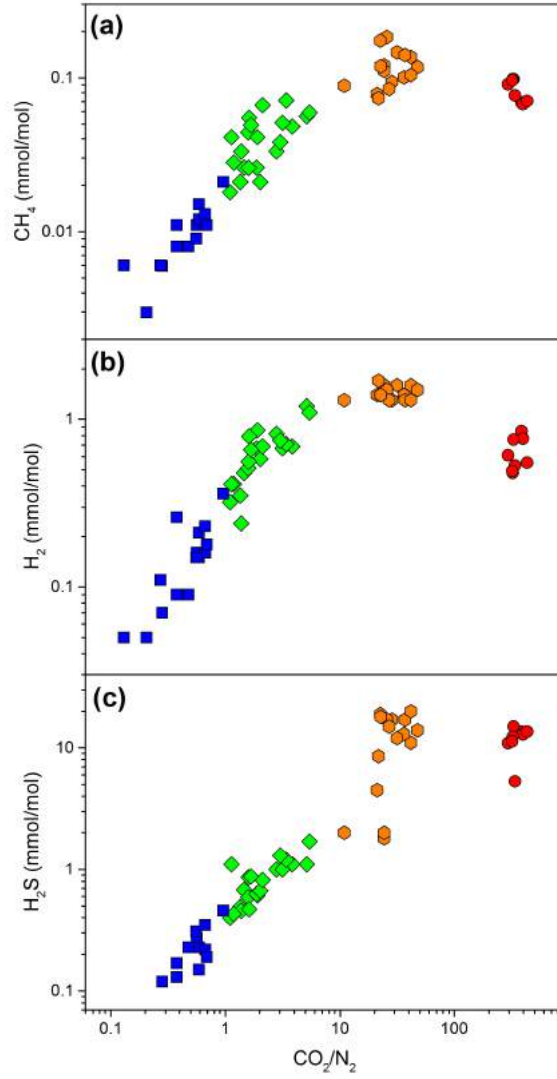 (a)
CH₄ (mmol/mol)
0.1
0.01
(b)
H₂ (mmol/mol)
1
0.1
(c)
H₂S (mmol/mol)
10
1
0.1
0.1 1 10 100
CO₂/N₂